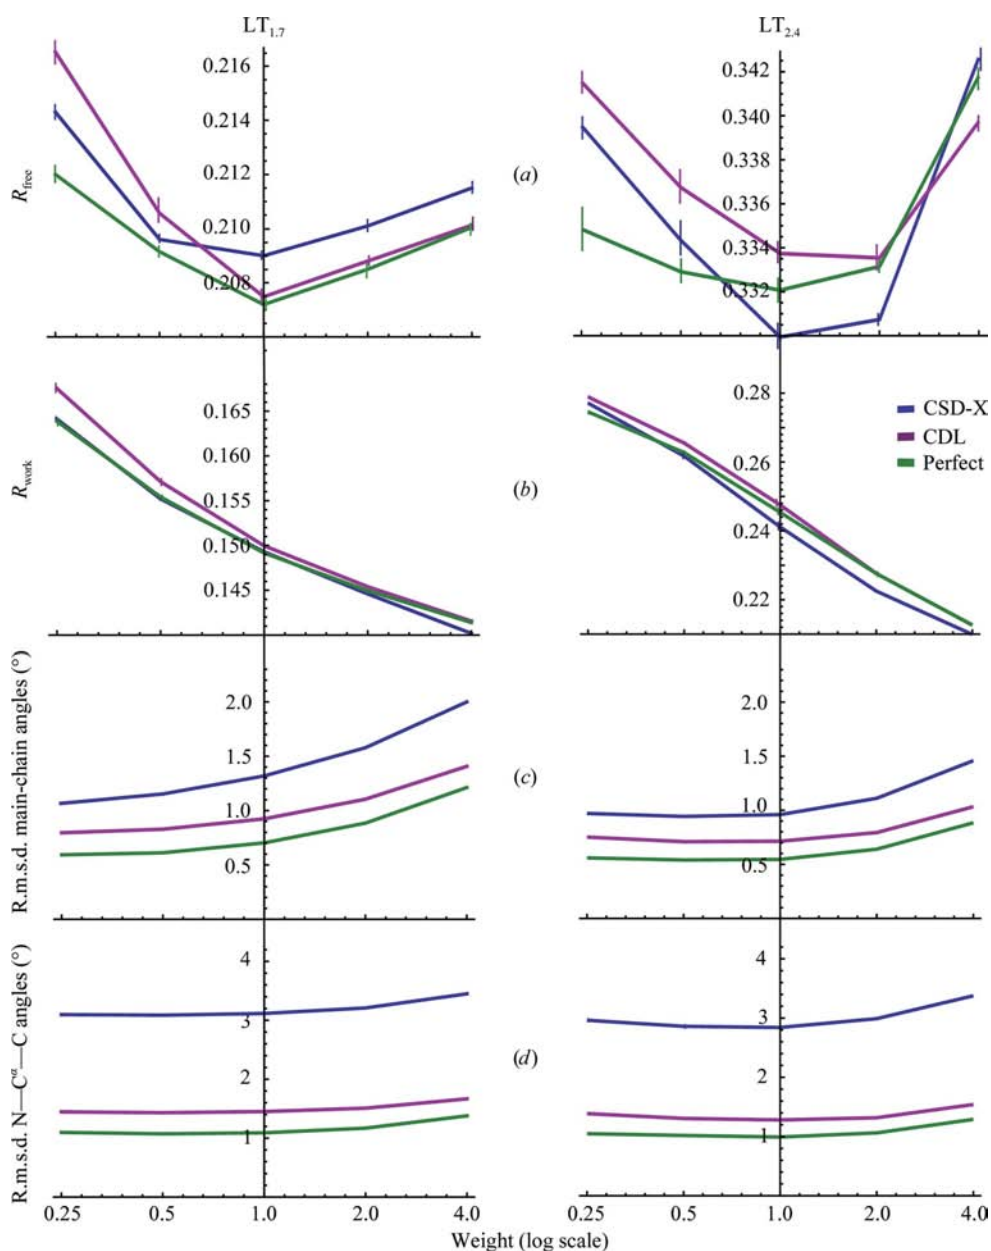 LT1.7
LT2.4
0.216
0.214
0.212
0.210
0.208
Rfree
(a)
0.342
0.340
0.338
0.336
0.334
0.332
0.165
0.160
0.155
0.150
0.145
Rwork
(b)
0.28
0.26
0.24
0.22
CSD-X
CDL
Perfect
2.0
1.5
1.0
0.5
R.m.s.d. main-chain angles (°)
(c)
2.0
1.5
1.0
0.5
4
3
2
1
R.m.s.d. N—Cα—C angles (°)
(d)
4
3
2
1
0.25 0.5 1.0 2.0 4.0
0.25 0.5 1.0 2.0 4.0
Weight (log scale)